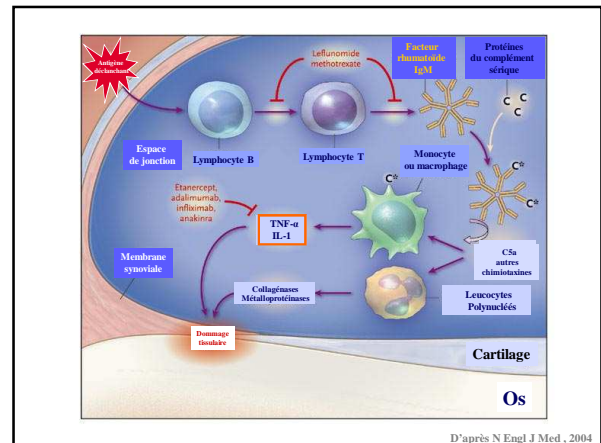 Antigène
déclanchant
Leflunomide
methotrexate
Facteur
rhumatoïde
IgM
Protéines
du complément
sérique
C
C
C
Espace
de jonction
Lymphocyte B
Lymphocyte T
Monocyte
ou macrophage
C*
C*
C*
Etanercept,
adalimumab,
infliximab,
anakinra
TNF-α
IL-1
C5a
autres
chimiotaxines
Membrane
synoviale
Collagénases
Métalloprotéinases
Leucocytes
Polynucléés
Dommage
tissulaire
Cartilage
Os
D'après N Engl J Med , 2004